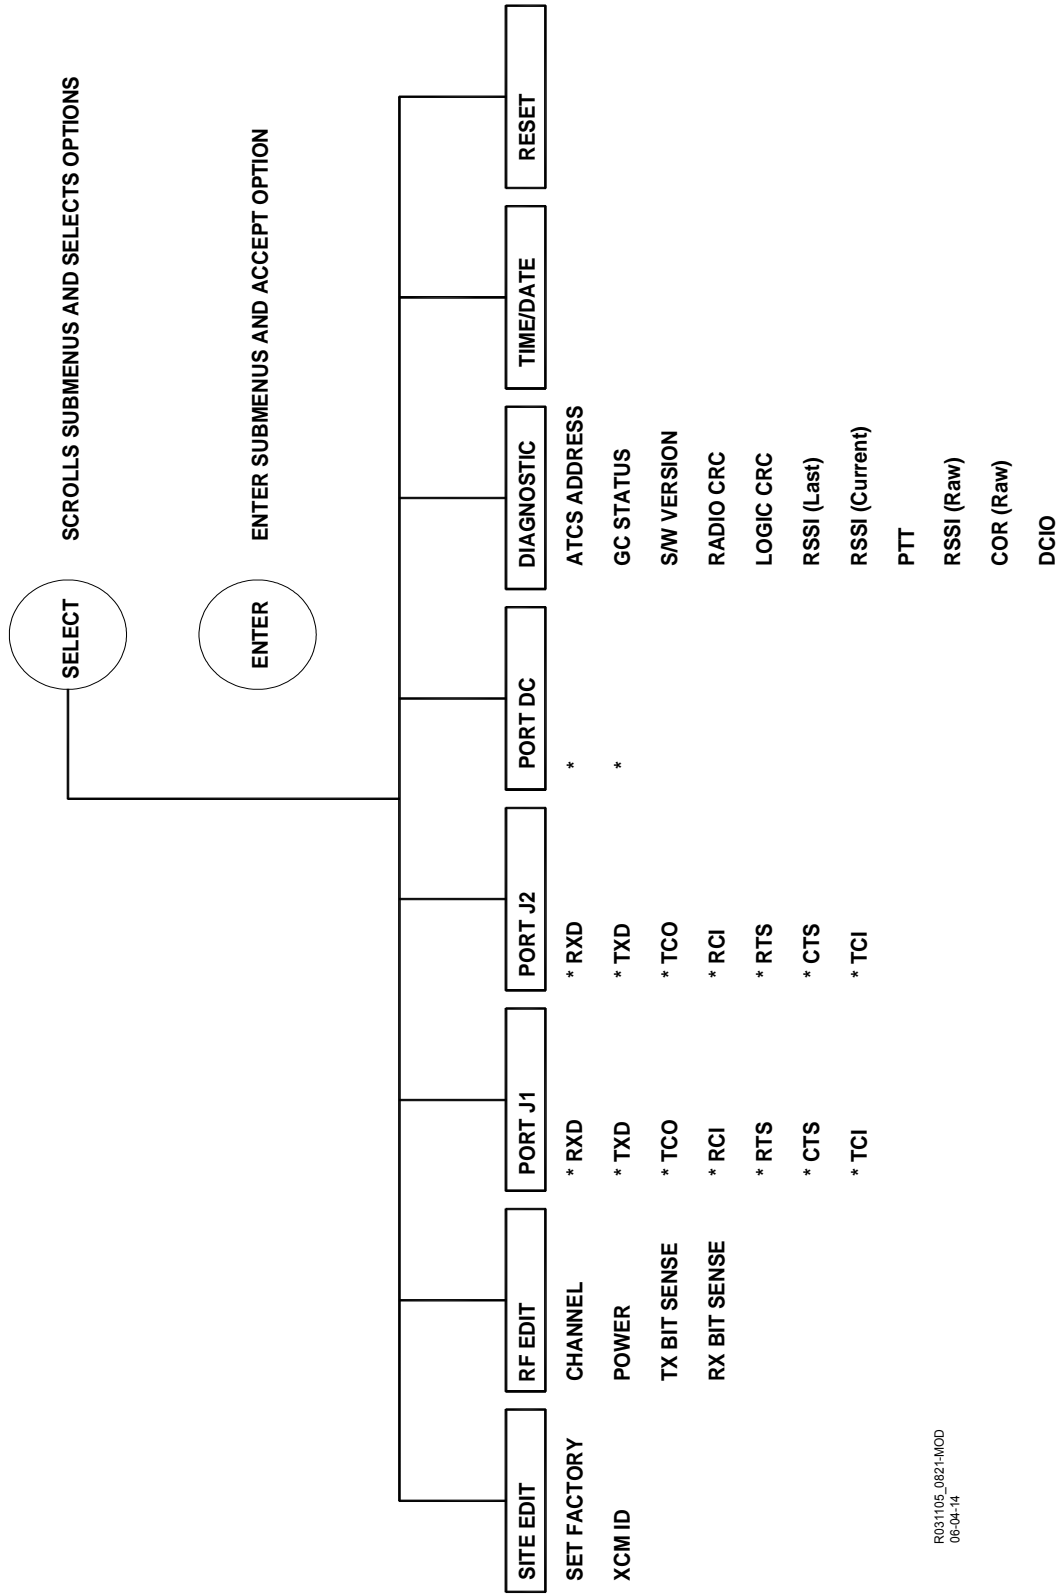 SELECT
SCROLLS SUBMENUS AND SELECTS OPTIONS
ENTER
ENTER SUBMENUS AND ACCEPT OPTION
SITE EDIT
SET FACTORY
XCM ID
RF EDIT
CHANNEL
POWER
TX BIT SENSE
RX BIT SENSE
PORT J1
* RXD
* TXD
* TCO
* RCI
* RTS
* CTS
* TCI
PORT J2
* RXD
* TXD
* TCO
* RCI
* RTS
* CTS
* TCI
PORT DC
*
*
DIAGNOSTIC
ATCS ADDRESS
GC STATUS
S/W VERSION
RADIO CRC
LOGIC CRC
RSSI (Last)
RSSI (Current)
PTT
RSSI (Raw)
COR (Raw)
DCIO
TIME/DATE
RESET
R031105_0821-MOD
06-04-14